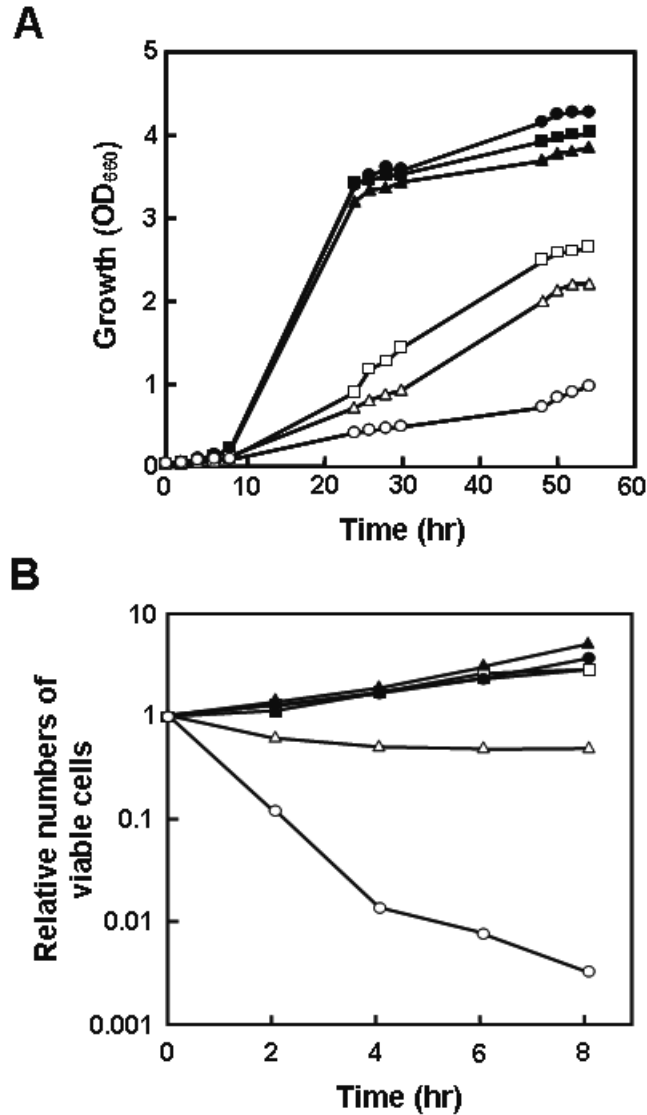 A
5
4
3
2
1
0
Growth (OD660)
0 10 20 30 40 50 60
Time (hr)
B
10
1
0.1
0.01
0.001
Relative numbers of
viable cells
0 2 4 6 8
Time (hr)